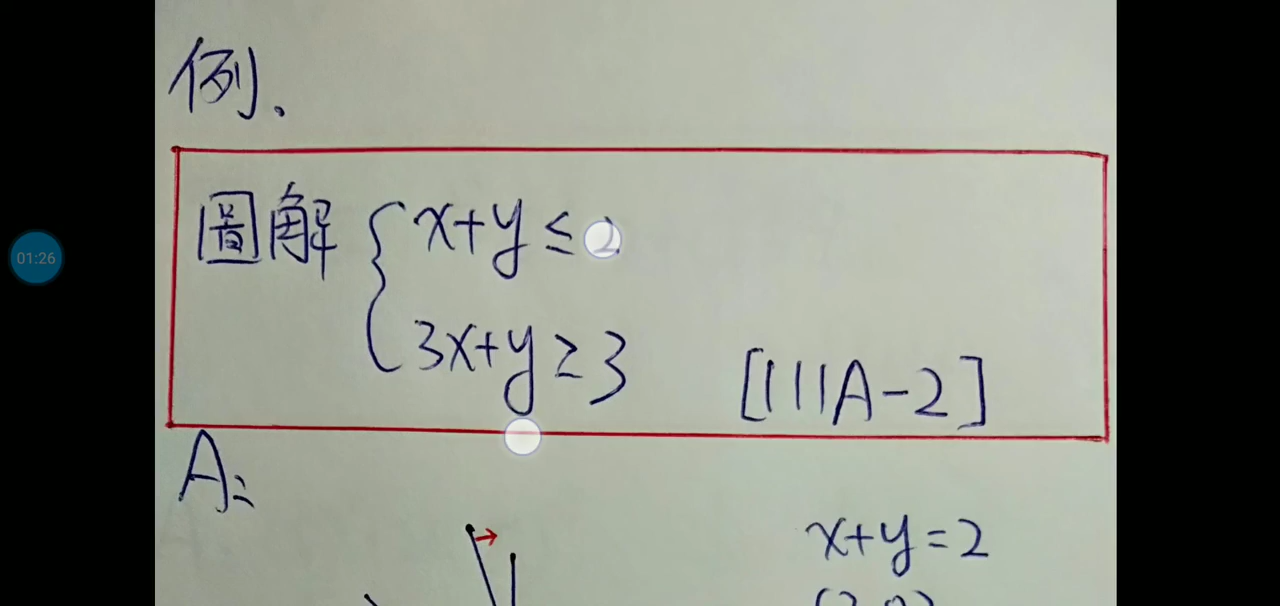 例、
圖解 { x+y ≤ 2
3x+y ≥ 3 [111A-2]
01:26
A:
x+y=2